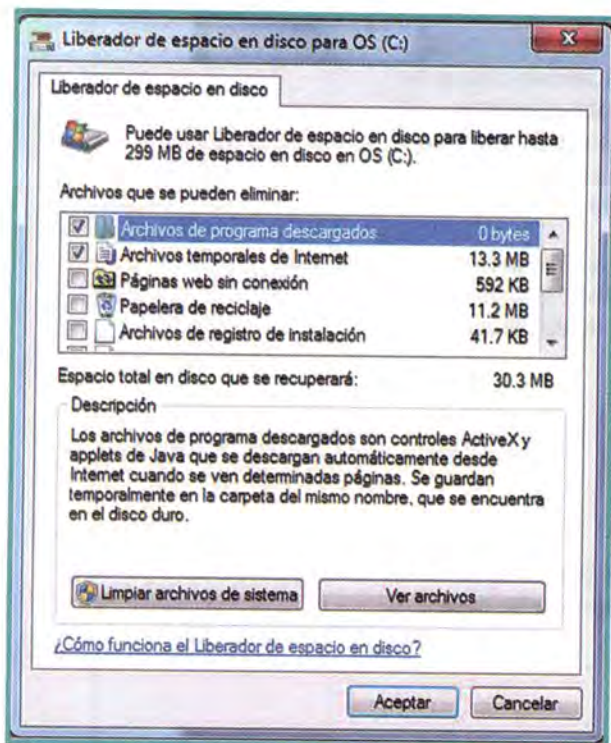 Liberador de espacio en disco para OS (C:)
Liberador de espacio en disco
Puede usar Liberador de espacio en disco para liberar hasta
299 MB de espacio en disco en OS (C:).
Archivos que se pueden eliminar:
Archivos de programa descargados 0 bytes
Archivos temporales de Internet 13.3 MB
Páginas web sin conexión 592 KB
Papelera de reciclaje 11.2 MB
Archivos de registro de instalación 41.7 KB
Espacio total en disco que se recuperará: 30.3 MB
Descripción
Los archivos de programa descargados son controles ActiveX y
applets de Java que se descargan automáticamente desde
Internet cuando se ven determinadas páginas. Se guardan
temporalmente en la carpeta del mismo nombre, que se encuentra
en el disco duro.
Limpiar archivos de sistema Ver archivos
¿Cómo funciona el Liberador de espacio en disco?
Aceptar Cancelar